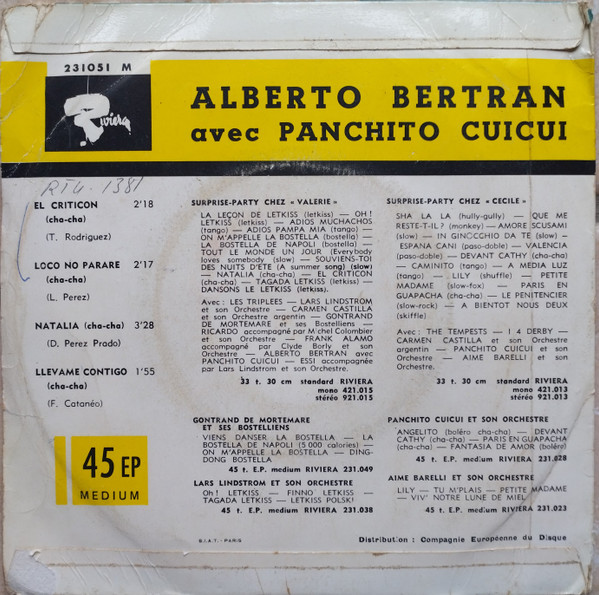 231051 M
Riviera
ALBERTO BERTRAN
avec PANCHITO CUICUI
RTU-1381
EL CRITICON 2'18
(cha-cha)
(T. Rodriguez)
LOCO NO PARARE 2'17
(cha-cha)
(L. Perez)
NATALIA (cha-cha) 3'28
(D. Perez Prado)
LLEVAME CONTIGO 1'55
(cha-cha)
(F. Catanéo)
45 EP
MEDIUM
SURPRISE-PARTY CHEZ « VALERIE »
LA LEÇON DE LETKISS (letkiss) — OH !
LETKISS (letkiss) — ADIOS MUCHACHOS
(tango) — ADIOS PAMPA MIA (tango) —
ON M'APPELLE LA BOSTELLA (bostella) —
LA BOSTELLA DE NAPOLI (bostella) —
TOUT LE MONDE UN JOUR (Everybody
loves somebody (slow) — SOUVIENS-TOI
DES NUITS D'ÉTE (A summer song) (slow)
— NATALIA (cha-cha) — EL CRITICON
(cha-cha) — TAGADA LETKISS (letkiss) —
DANSONS LE LETKISS (letkiss).
Avec : LES TRIPLEES — LARS LINDSTROM
et son Orchestre — CARMEN CASTILLA
et son Orchestre argentin — GONTRAND
DE MORTEMARE et ses Bostelliens —
RICARDO accompagné par Michel Colombier
et son Orchestre — FRANK ALAMO
accompagné par Clyde Borly et son
Orchestre — ALBERTO BERTRAN avec
PANCHITO CUICUI — ESSI accompagnée
par Lars Lindstrom et son Orchestre.
33 t. 30 cm standard RIVIERA
mono 421.015
stéréo 921.015
GONTRAND DE MORTEMARE
ET SES BOSTELLIENS
VIENS DANSER LA BOSTELLA — LA
BOSTELLA DE NAPOLI (5 000 calories) —
ON M'APPELLE LA BOSTELLA — DING-
DONG BOSTELLA
45 t. E.P. medium RIVIERA 231.049
LARS LINDSTROM ET SON ORCHESTRE
Oh ! LETKISS — FINNO LETKISS —
TAGADA LETKISS — LETKISS POLSKI
45 t. E.P. medium RIVIERA 231.038
B.I.A.T. - PARIS
SURPRISE-PARTY CHEZ « CECILE »
SHA LA LA (hully-gully) — QUE ME
RESTE-T-IL ? (monkey) — AMORE SCUSAMI
(slow) — IN GINOCCHIO DA TE (slow) —
ESPANA CANI (paso-doble) — VALENCIA
(paso-doble) — DEVANT CATHY (cha-cha)
— CAMINITO (tango) — A MEDIA LUZ
(tango) — LILY (shuffle) — PETITE
MADAME (slow-fox) — PARIS EN
GUAPACHA (cha-cha) — LE PENITENCIER
(slow-rock) — A BIENTOT NOUS DEUX
(skiffle)
Avec : THE TEMPESTS — I 4 DERBY —
CARMEN CASTILLA et son Orchestre
argentin — PANCHITO CUICUI et son
Orchestre — AIME BARELLI et son
Orchestre.
33 t. 30 cm standard RIVIERA
mono 421.013
stéréo 921.013
PANCHITO CUICUI ET SON ORCHESTRE
ANGELITO (boléro cha-cha) — DEVANT
CATHY (cha-cha) — PARIS EN GUAPACHA
(cha-cha) — FANTASIA DE AMOR (boléro)
45 t. E.P. medium RIVIERA 231.028
AIME BARELLI ET SON ORCHESTRE
LILY — TU M'PLAIS — PETITE MADAME
— VIV' NOTRE LUNE DE MIEL
45 t. E.P. medium RIVIERA 231.023
Distribution : Compagnie Européenne du Disque